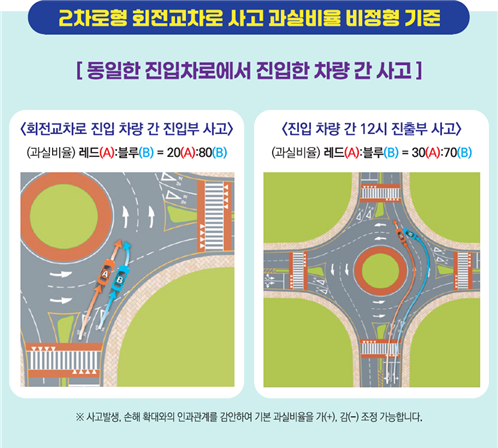 2차로형 회전교차로 사고 과실비율 비정형 기준
[ 동일한 진입차로에서 진입한 차량 간 사고 ]
<회전교차로 진입 차량 간 진입부 사고>
(과실비율) 레드(A):블루(B) = 20(A):80(B)
A
B
<진입 차량 간 12시 진출부 사고>
(과실비율) 레드(A):블루(B) = 30(A):70(B)
※ 사고발생, 손해 확대와의 인과관계를 감안하여 기본 과실비율을 가(+), 감(-) 조정 가능합니다.